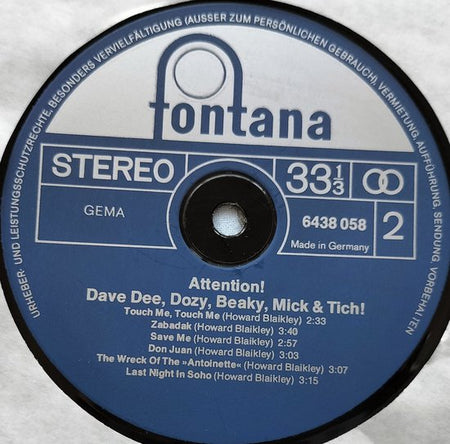 URHEBER- UND LEISTUNGSSCHUTZRECHTE, BESONDERS VERVIELFÄLTIGUNG (AUSSER ZUM PERSÖNLICHEN GEBRAUCH), VERMIETUNG, AUFFÜHRUNG, SENDUNG, VORBEHALTEN
fontana
STEREO
33 1/3
GEMA
6438 058
2
Made in Germany
Attention!
Dave Dee, Dozy, Beaky, Mick & Tich!
Touch Me, Touch Me (Howard Blaikley) 2:33
Zabadak (Howard Blaikley) 3:40
Save Me (Howard Blaikley) 2:57
Don Juan (Howard Blaikley) 3:03
The Wreck Of The »Antoinette« (Howard Blaikley) 3:07
Last Night In Soho (Howard Blaikley) 3:15